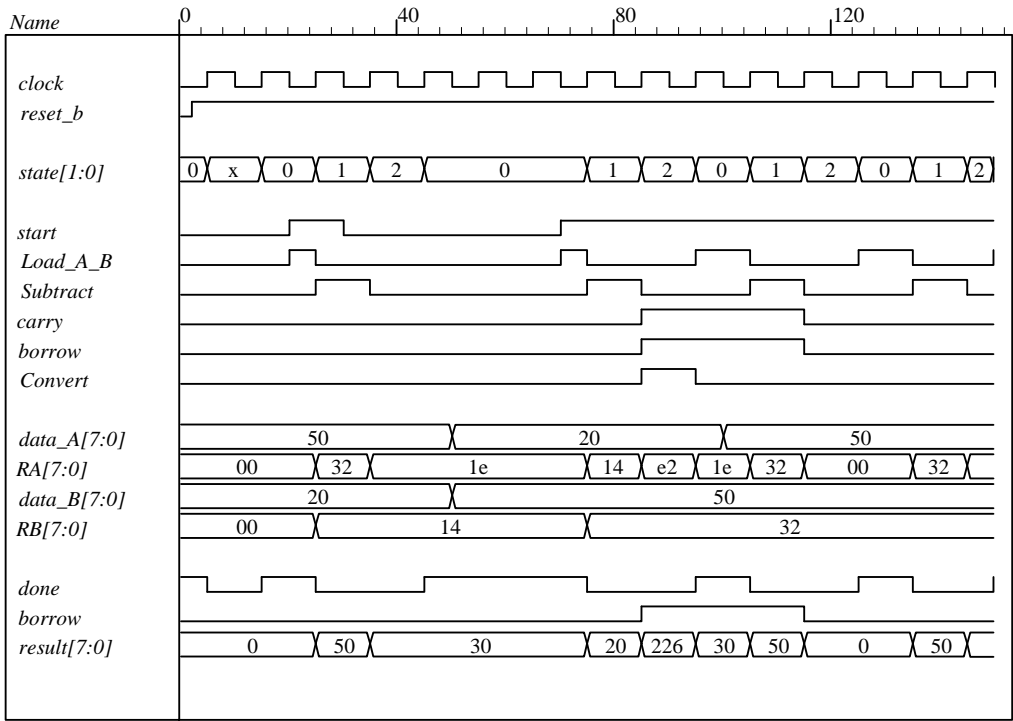 Name 0 40 80 120
clock
reset_b
state[1:0] 0 x 0 1 2 0 1 2 0 1 2 0 1 2
start
Load_A_B
Subtract
carry
borrow
Convert
data_A[7:0] 50 20 50
RA[7:0] 00 32 1e 14 e2 1e 32 00 32
data_B[7:0] 20 50
RB[7:0] 00 14 32
done
borrow
result[7:0] 0 50 30 20 226 30 50 0 50